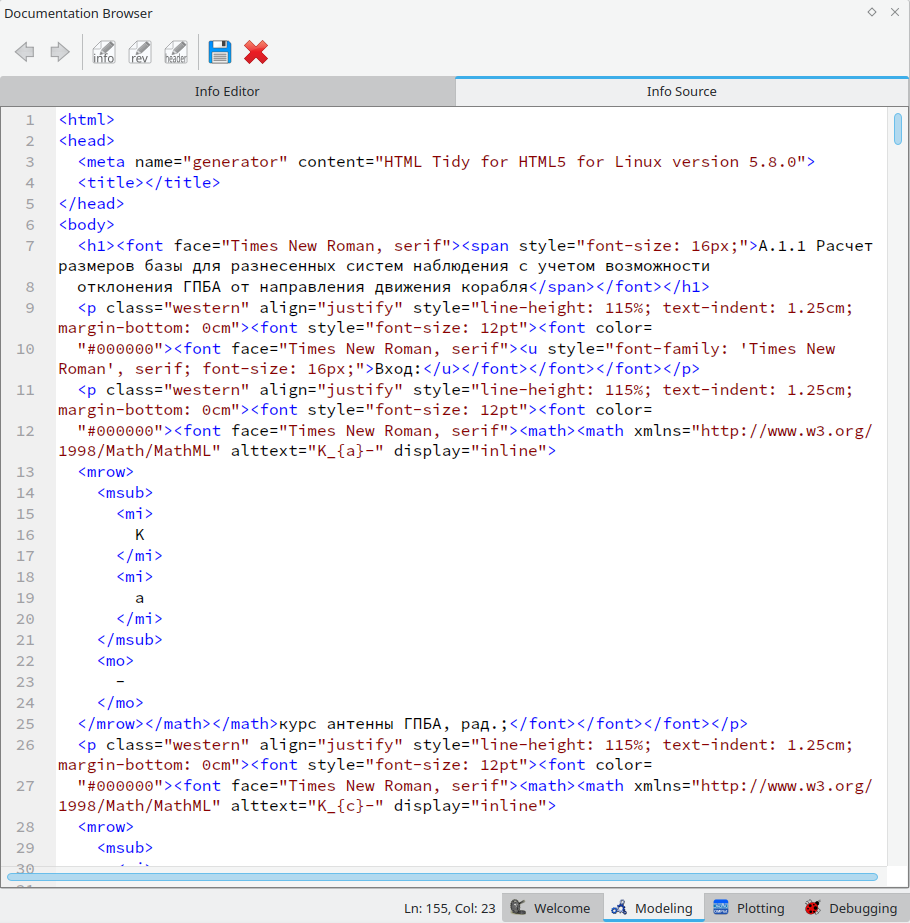 Documentation Browser
info rev header
Info Editor Info Source
1 <html>
2 <head>
3 <meta name="generator" content="HTML Tidy for HTML5 for Linux version 5.8.0">
4 <title></title>
5 </head>
6 <body>
7 <h1><font face="Times New Roman, serif"><span style="font-size: 16px;">А.1.1 Расчет
размеров базы для разнесенных систем наблюдения с учетом возможности
8 отклонения ГПБА от направления движения корабля</span></font></h1>
9 <p class="western" align="justify" style="line-height: 115%; text-indent: 1.25cm;
margin-bottom: 0cm"><font style="font-size: 12pt"><font color=
10 "#000000"><font face="Times New Roman, serif"><u style="font-family: 'Times New
Roman', serif; font-size: 16px;">Вход:</u></font></font></font></p>
11 <p class="western" align="justify" style="line-height: 115%; text-indent: 1.25cm;
margin-bottom: 0cm"><font style="font-size: 12pt"><font color=
12 "#000000"><font face="Times New Roman, serif"><math><math xmlns="http://www.w3.org/
1998/Math/MathML" alttext="K_{a}-" display="inline">
13 <mrow>
14 <msub>
15 <mi>
16 K
17 </mi>
18 <mi>
19 a
20 </mi>
21 </msub>
22 <mo>
23 −
24 </mo>
25 </mrow></math></math>курс антенны ГПБА, рад.;</font></font></font></p>
26 <p class="western" align="justify" style="line-height: 115%; text-indent: 1.25cm;
margin-bottom: 0cm"><font style="font-size: 12pt"><font color=
27 "#000000"><font face="Times New Roman, serif"><math><math xmlns="http://www.w3.org/
1998/Math/MathML" alttext="K_{c}-" display="inline">
28 <mrow>
29 <msub>
30
Ln: 155, Col: 23 Welcome Modeling Plotting Debugging